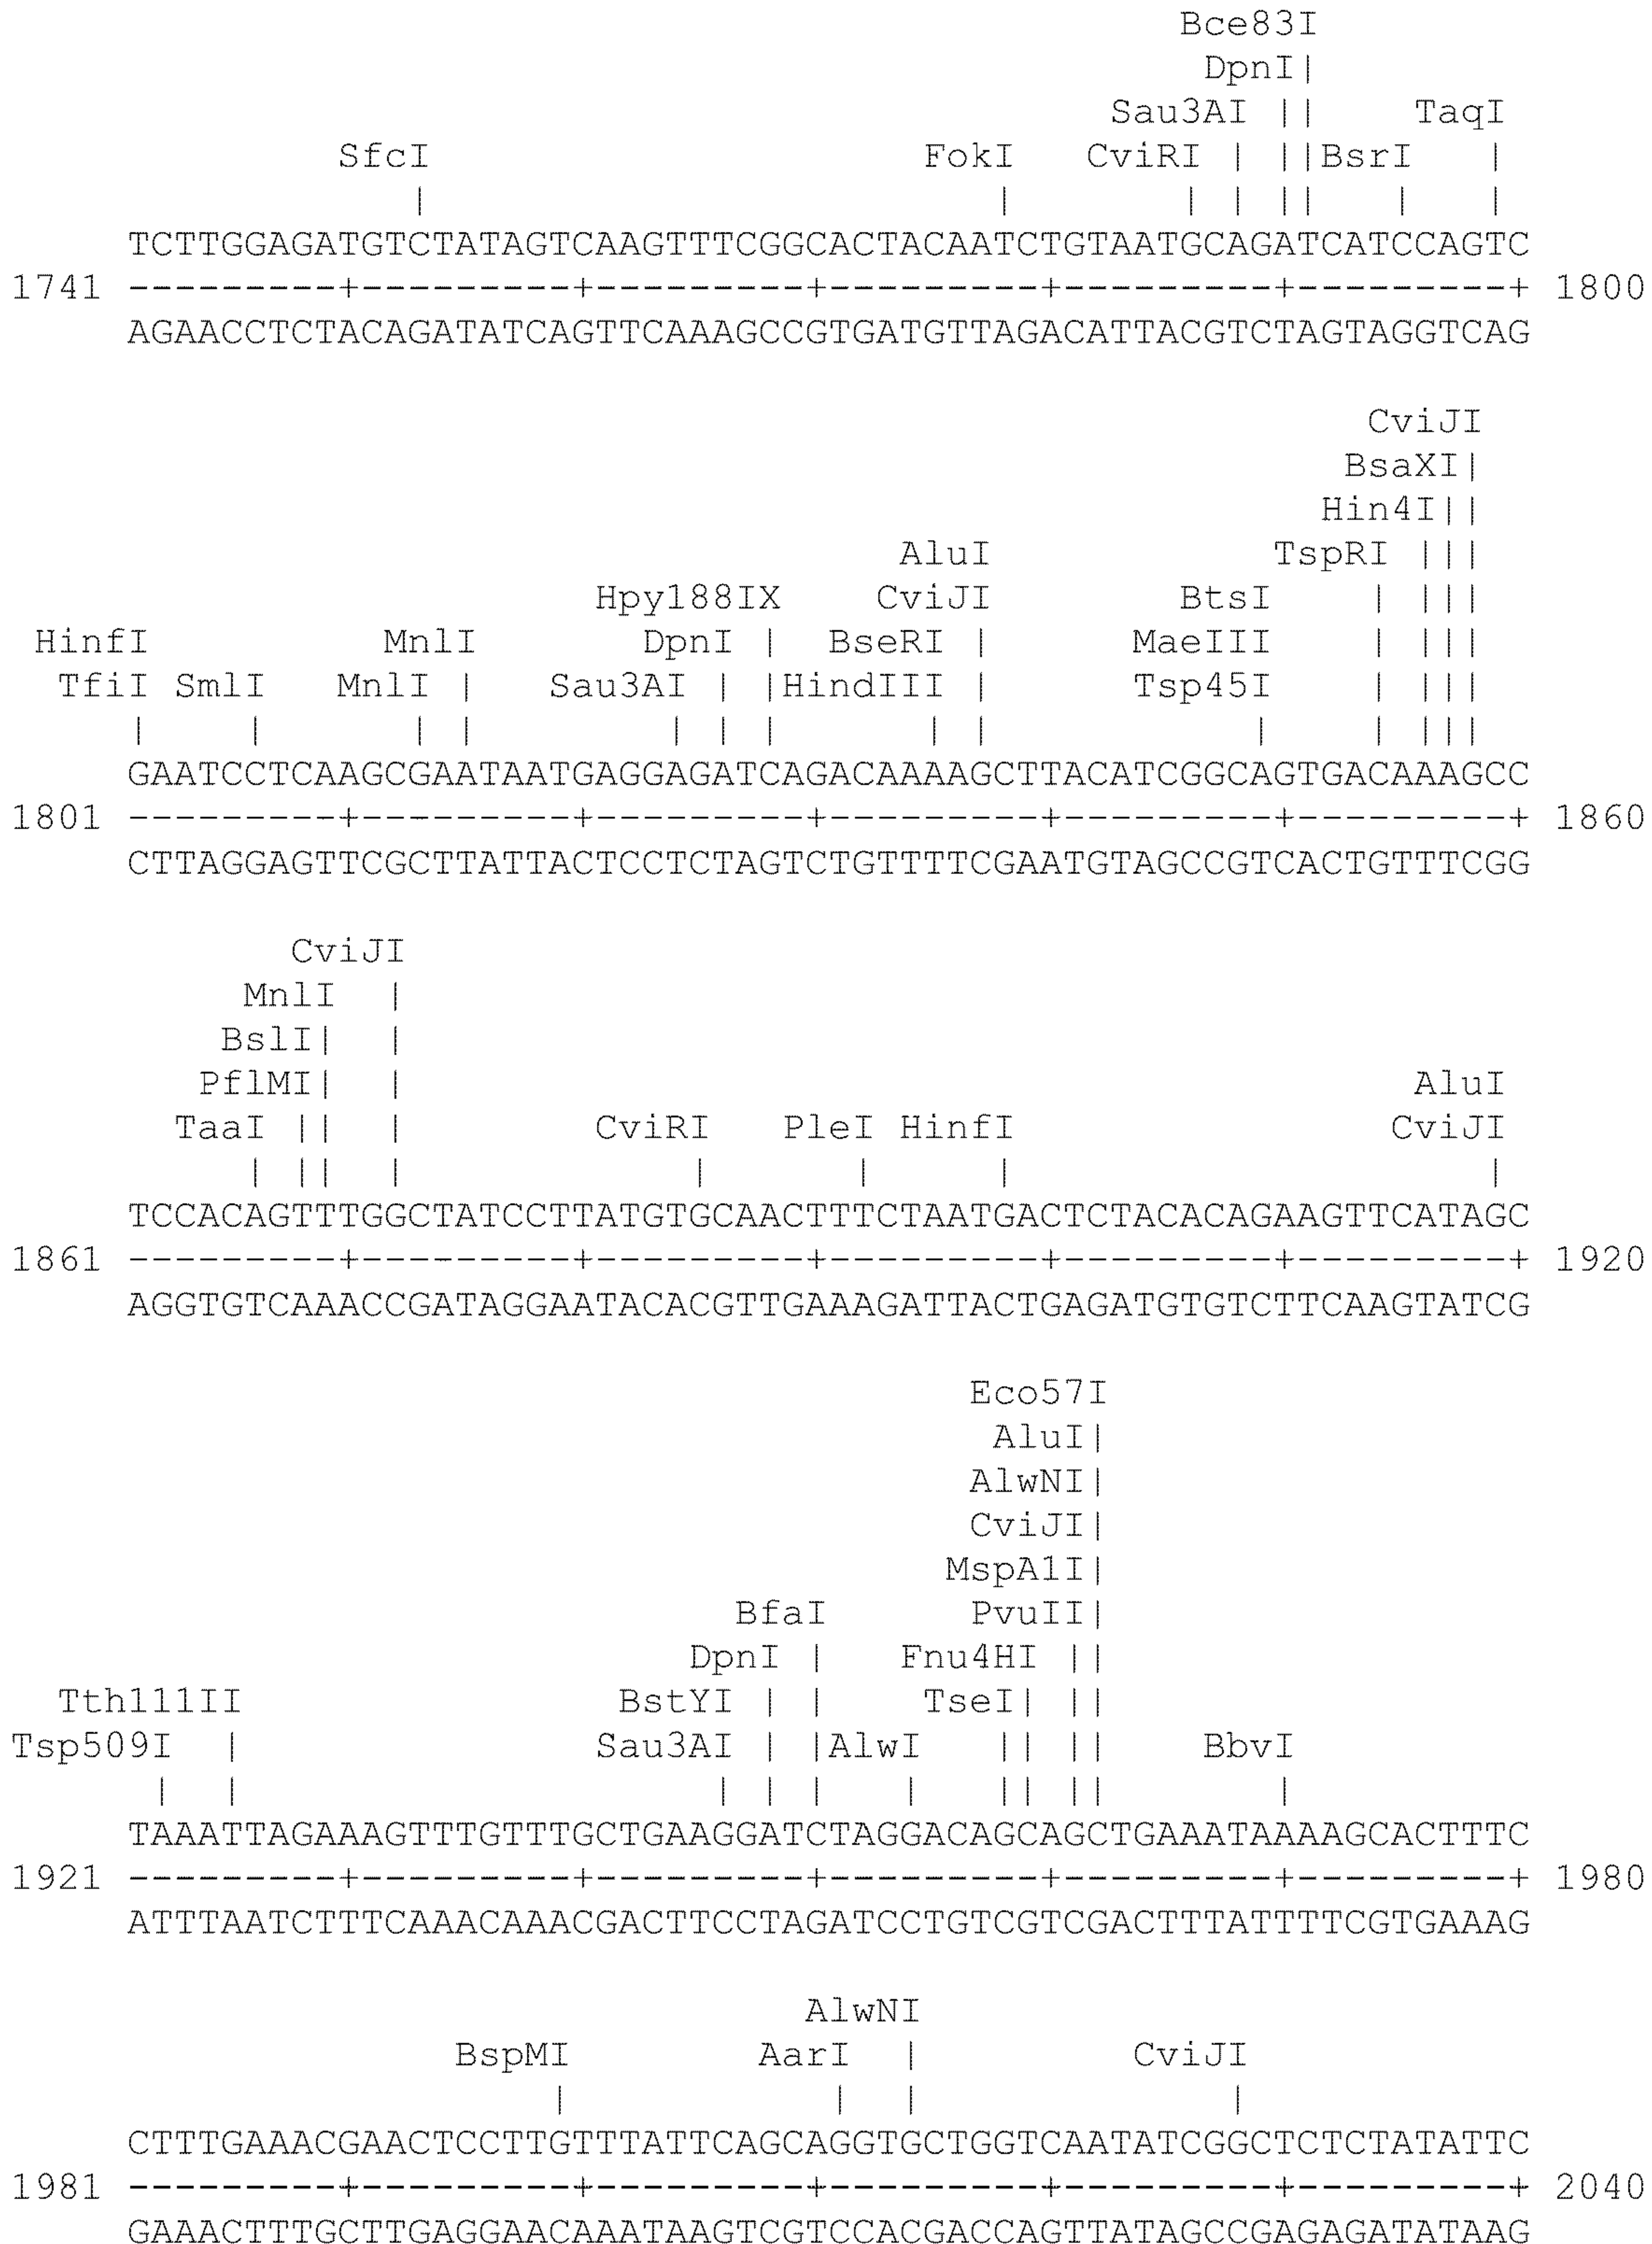 Bce83I
DpnI|
Sau3AI || TaqI
SfcI FokI CviRI | ||BsrI |
| | | | || | |
TCTTGGAGATGTCTATAGTCAAGTTTCGGCACTACAATCTGTAATGCAGATCATCCAGTC
1741 ---------+---------+---------+---------+---------+---------+ 1800
AGAACCTCTACAGATATCAGTTCAAAGCCGTGATGTTAGACATTACGTCTAGTAGGTCAG
CviJI
BsaXI|
Hin4I||
AluI TspRI |||
Hpy188IX CviJI BtsI | |||
HinfI MnlI DpnI | BseRI | MaeIII | |||
TfiI SmlI MnlI | Sau3AI | |HindIII | Tsp45I | |||
| | | | | | | | | | | |||
GAATCCTCAAGCGAATAATGAGGAGATCAGACAAAAGCTTACATCGGCAGTGACAAAGCC
1801 ---------+---------+---------+---------+---------+---------+ 1860
CTTAGGAGTTCGCTTATTACTCCTCTAGTCTGTTTTCGAATGTAGCCGTCACTGTTTCGG
CviJI
MnlI |
BslI| |
PflMI| | AluI
TaaI || | CviRI PleI HinfI CviJI
| || | | | | |
TCCACAGTTTGGCTATCCTTATGTGCAACTTTCTAATGACTCTACACAGAAGTTCATAGC
1861 ---------+---------+---------+---------+---------+---------+ 1920
AGGTGTCAAACCGATAGGAATACACGTTGAAAGATTACTGAGATGTGTCTTCAAGTATCG
Eco57I
AluI|
AlwNI|
CviJI|
MspA1I|
BfaI PvuII|
DpnI | Fnu4HI ||
Tth111II BstYI | | TseI| ||
Tsp509I | Sau3AI | |AlwI || || BbvI
| | | | | | || || |
TAAATTAGAAAGTTTGTTTGCTGAAGGATCTAGGACAGCAGCTGAAATAAAAGCACTTTC
1921 ---------+---------+---------+---------+---------+---------+ 1980
ATTTAATCTTTCAAACAAACGACTTCCTAGATCCTGTCGTCGACTTTATTTTCGTGAAAG
AlwNI
BspMI AarI | CviJI
| | | |
CTTTGAAACGAACTCCTTGTTTATTCAGCAGGTGCTGGTCAATATCGGCTCTCTATATTC
1981 ---------+---------+---------+---------+---------+---------+ 2040
GAAACTTTGCTTGAGGAACAAATAAGTCGTCCACGACCAGTTATAGCCGAGAGATATAAG